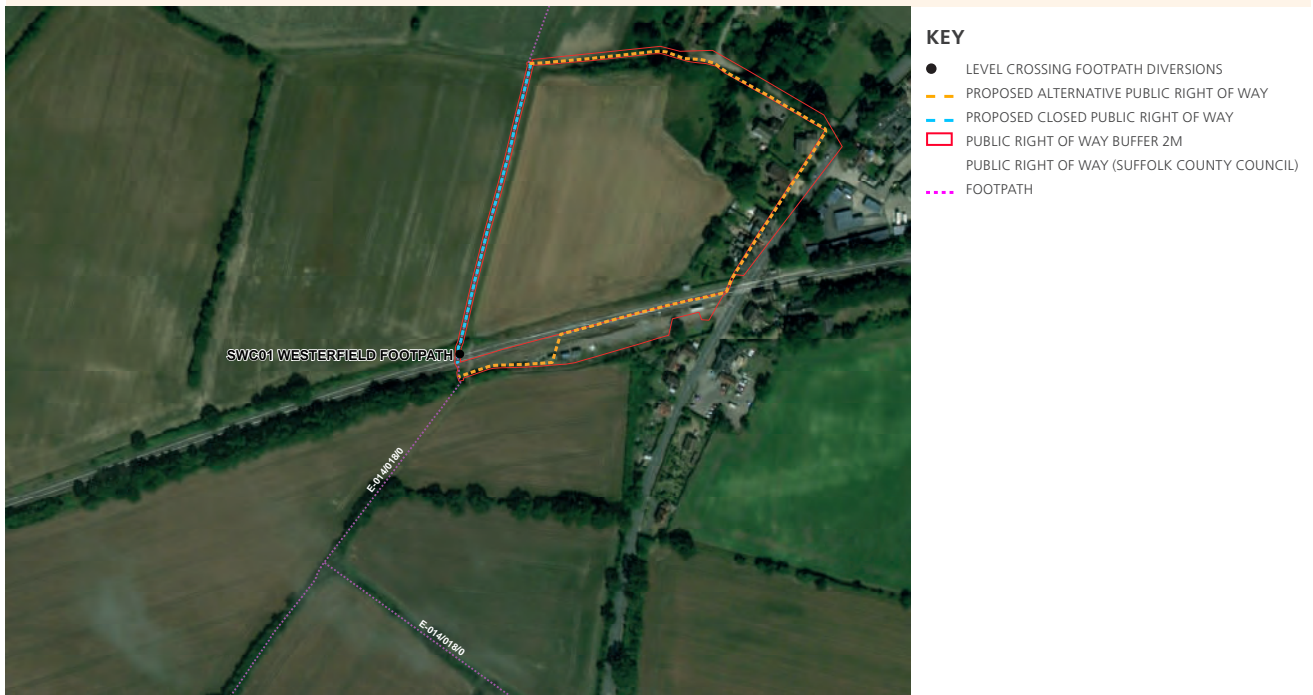 KEY
LEVEL CROSSING FOOTPATH DIVERSIONS
PROPOSED ALTERNATIVE PUBLIC RIGHT OF WAY
PROPOSED CLOSED PUBLIC RIGHT OF WAY
PUBLIC RIGHT OF WAY BUFFER 2M
PUBLIC RIGHT OF WAY (SUFFOLK COUNTY COUNCIL)
FOOTPATH
SWC01 WESTERFIELD FOOTPATH
E-014/018/0
E-014/018/0